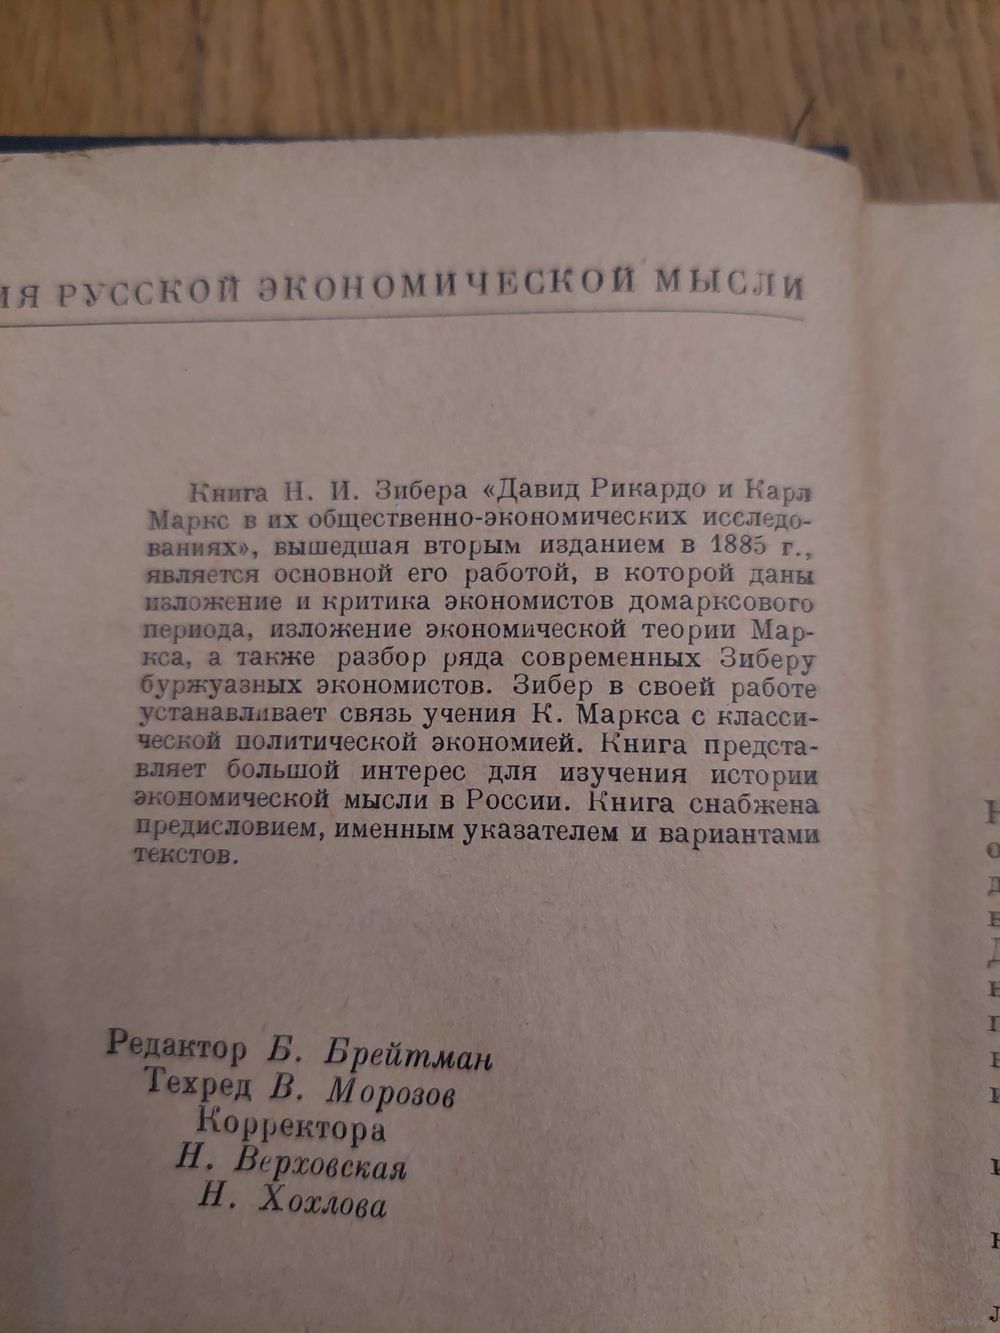 ИЯ РУССКОЙ ЭКОНОМИЧЕСКОЙ МЫСЛИ
Книга Н. И. Зибера «Давид Рикардо и Карл
Маркс в их общественно-экономических исследо-
ваниях», вышедшая вторым изданием в 1885 г.,
является основной его работой, в которой даны
изложение и критика экономистов домарксового
периода, изложение экономической теории Мар-
кса, а также разбор ряда современных Зиберу
буржуазных экономистов. Зибер в своей работе
устанавливает связь учения К. Маркса с класси-
ческой политической экономией. Книга предста-
вляет большой интерес для изучения истории
экономической мысли в России. Книга снабжена
предисловием, именным указателем и вариантами
текстов.
Редактор Б. Брейтман
Техред В. Морозов
Корректора
Н. Верховская
Н. Хохлова